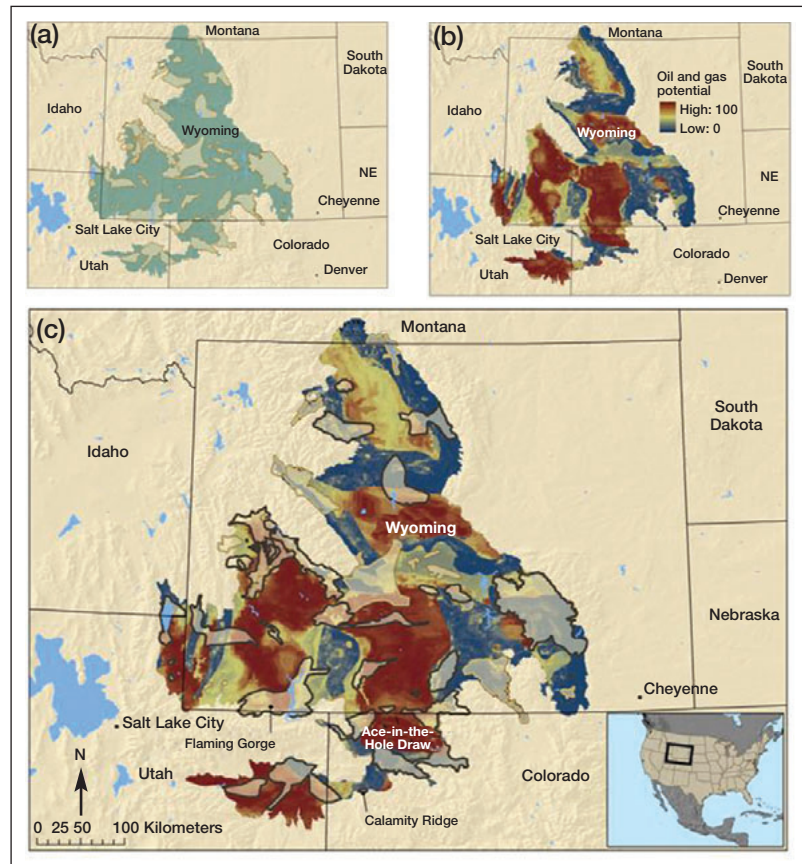 (a)
Montana
South
Dakota
Idaho
Wyoming
NE
Cheyenne
Salt Lake City
Colorado
Utah
Denver
(b)
Montana
South
Dakota
Oil and gas
potential
High: 100
Low: 0
Idaho
Wyoming
NE
Cheyenne
Salt Lake City
Colorado
Utah
Denver
(c)
Montana
South
Dakota
Idaho
Wyoming
Nebraska
Cheyenne
Salt Lake City
Flaming Gorge
Ace-in-the-
Hole Draw
N
Utah
Colorado
Calamity Ridge
0 25 50 100 Kilometers